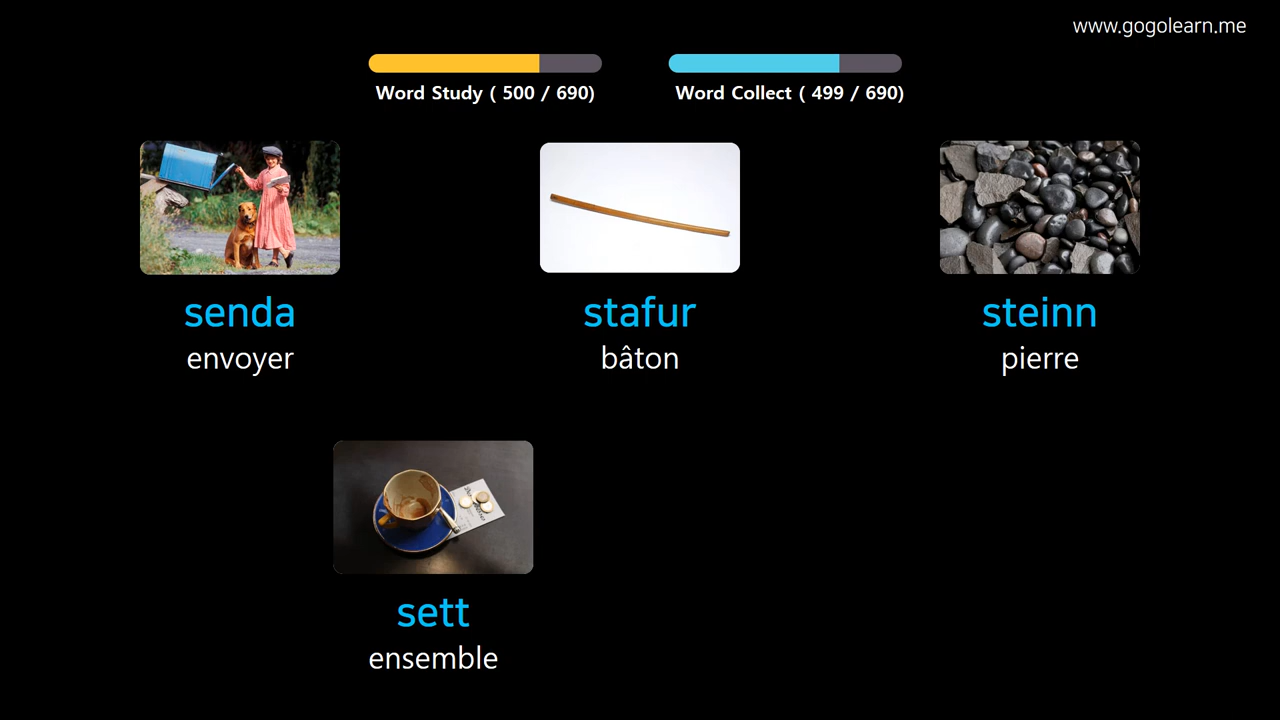 www.gogolearn.me
Word Study ( 500 / 690)
Word Collect ( 499 / 690)
senda
envoyer
stafur
bâton
steinn
pierre
sett
ensemble